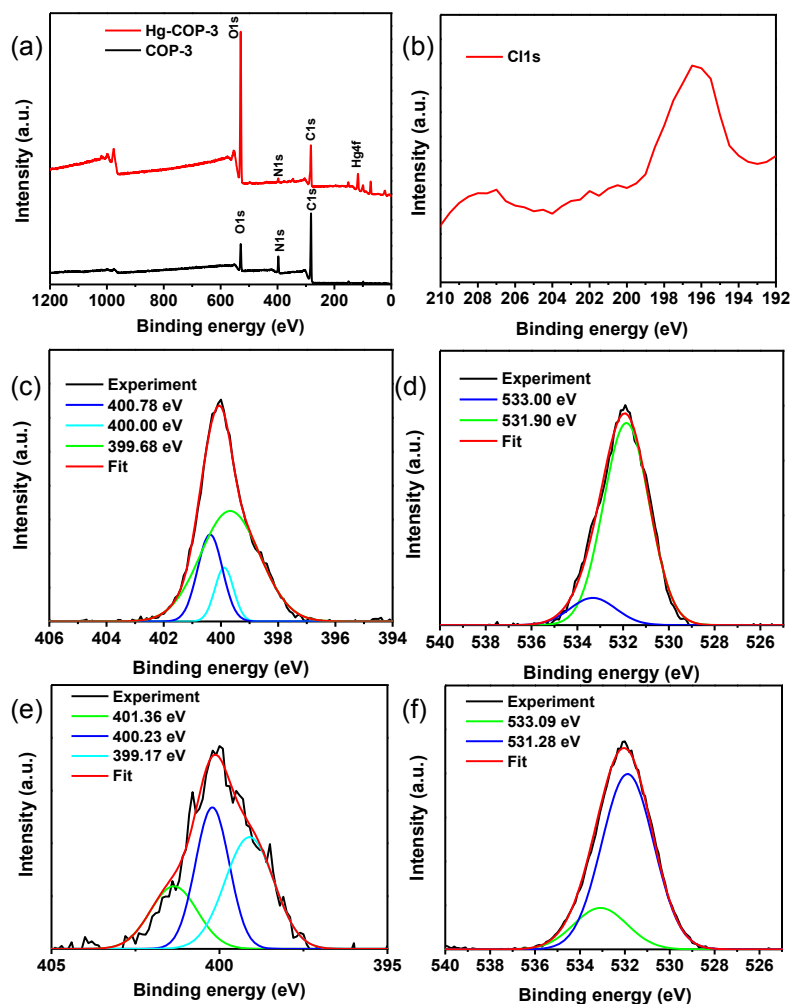 (a)
Hg-COP-3
COP-3
O1s
N1s
C1s
Hg4f
O1s
N1s
C1s
Intensity (a.u.)
1200 1000 800 600 400 200 0
Binding energy (eV)
(b)
Cl1s
Intensity (a.u.)
210 208 206 204 202 200 198 196 194 192
Binding energy (eV)
(c)
Experiment
400.78 eV
400.00 eV
399.68 eV
Fit
Intensity (a.u.)
406 404 402 400 398 396 394
Binding energy (eV)
(d)
Experiment
533.00 eV
531.90 eV
Fit
Intensity (a.u.)
540 538 536 534 532 530 528 526
Binding energy (eV)
(e)
Experiment
401.36 eV
400.23 eV
399.17 eV
Fit
Intensity (a.u.)
405 400 395
Binding energy (eV)
(f)
Experiment
533.09 eV
531.28 eV
Fit
Intensity (a.u.)
540 538 536 534 532 530 528 526
Binding energy (eV)